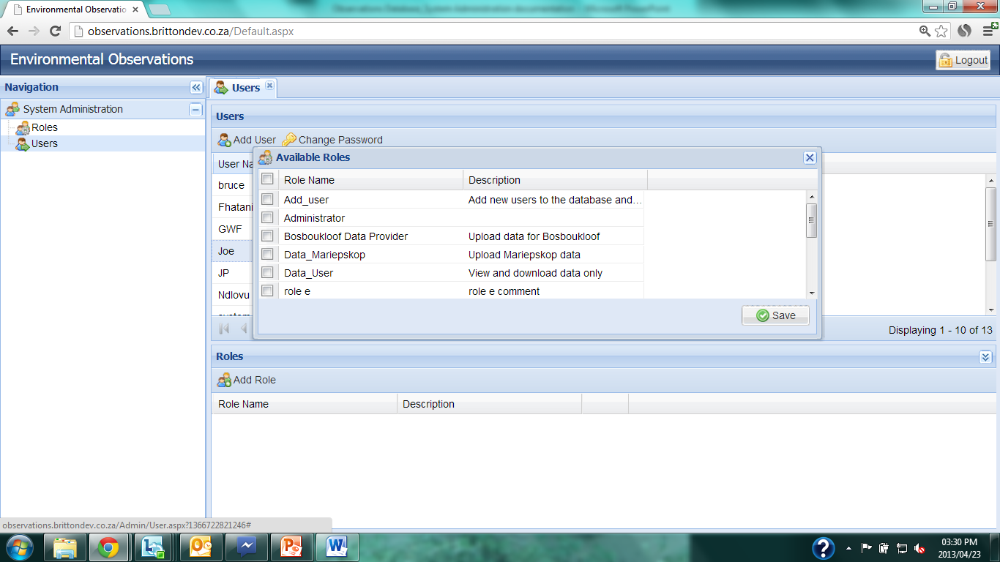 Observations Database System Administration documentation - Microsoft PowerPoint
Environmental Observatio
observations.brittondev.co.za/Default.aspx
Environmental Observations
Logout
Navigation
Users
System Administration
Roles
Users
Users
Add User Change Password
User Na
Available Roles
Role Name Description
Add_user Add new users to the database and...
Administrator
Bosboukloof Data Provider Upload data for Bosboukloof
Data_Mariepskop Upload Mariepskop data
Data_User View and download data only
role e role e comment
Save
bruce
Fhatani
GWF
Joe
JP
Ndlovu
system
Displaying 1 - 10 of 13
Roles
Add Role
Role Name Description
observations.brittondev.co.za/Admin/User.aspx?1366722821246#
03:30 PM
2013/04/23